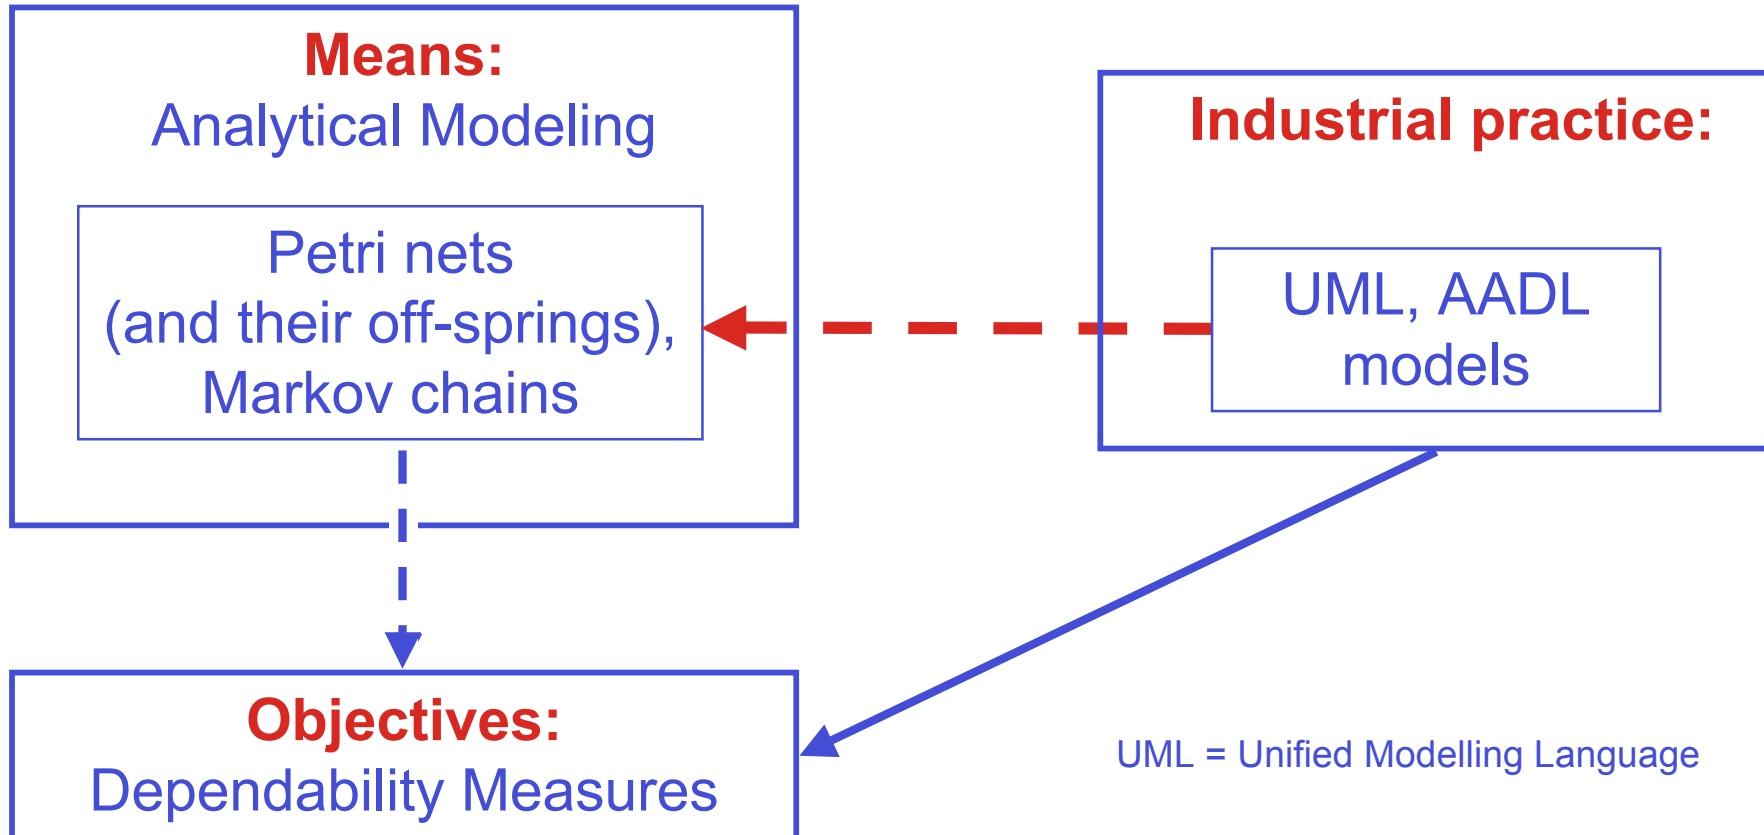 Means:
Analytical Modeling
Petri nets
(and their off-springs),
Markov chains
Industrial practice:
UML, AADL
models
Objectives:
Dependability Measures
UML = Unified Modelling Language